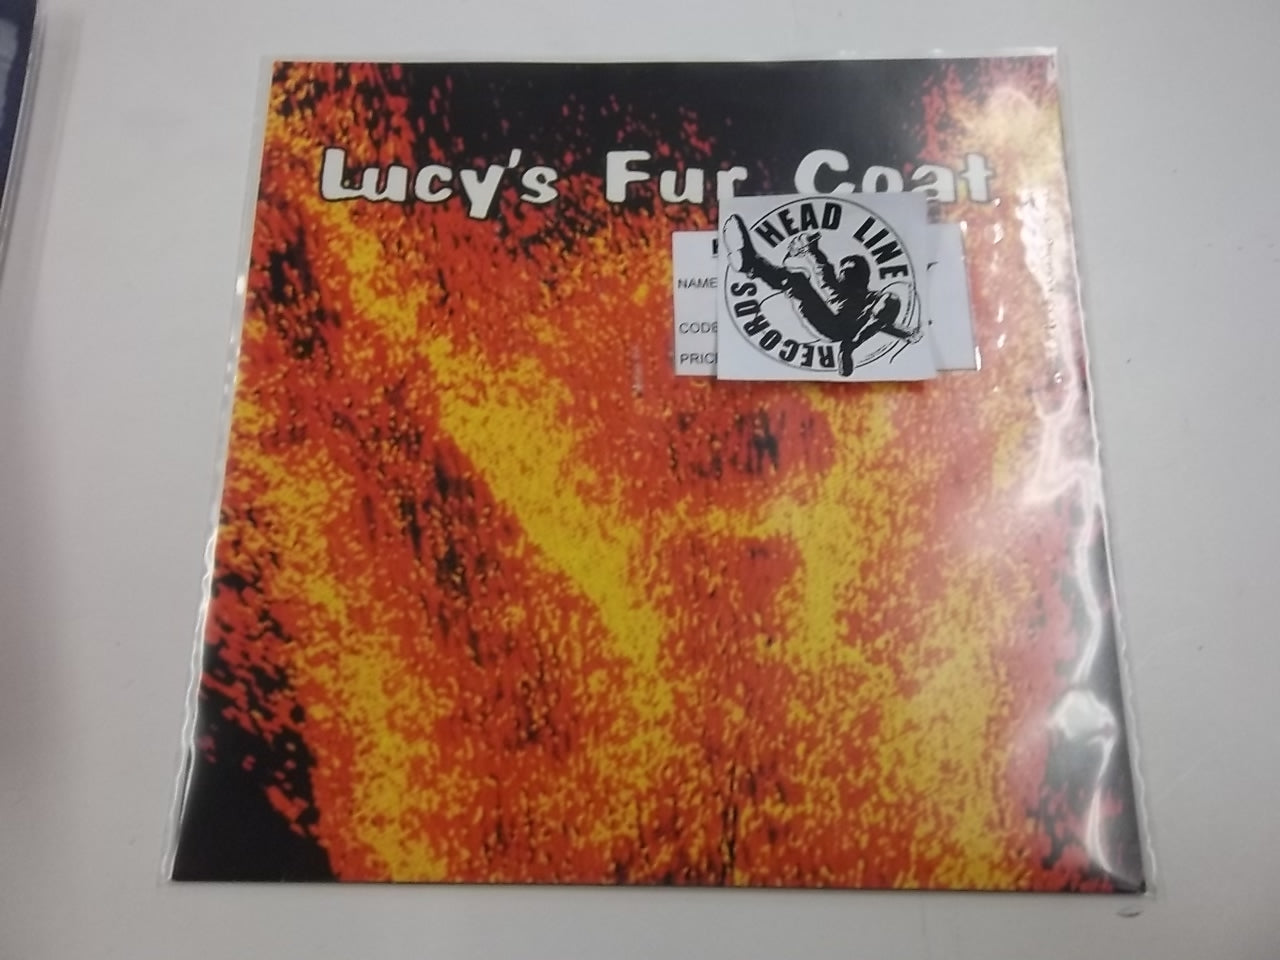 Lucy's Fur Coat
HEAD LINE
RECORDS
NAME
CODE
PRIC